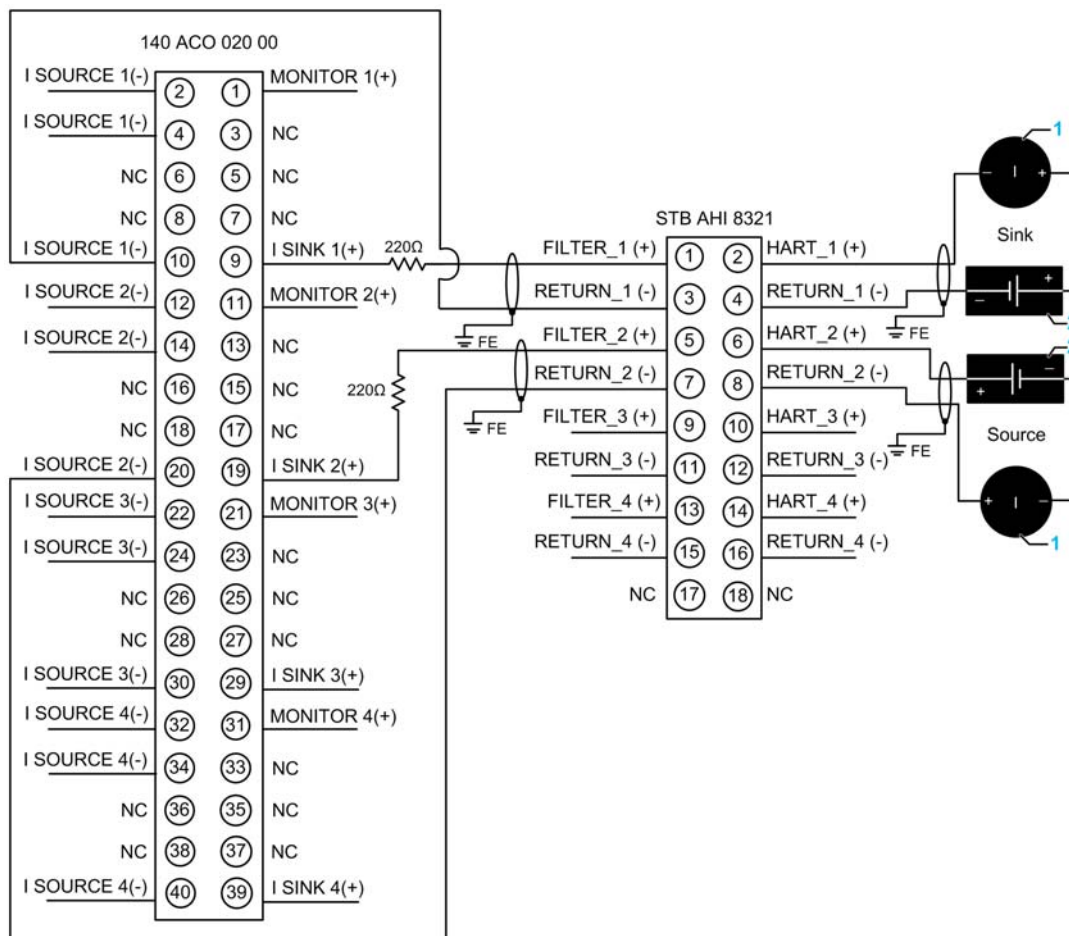 140 ACO 020 00
I SOURCE 1(-) 2 1 MONITOR 1(+)
I SOURCE 1(-) 4 3 NC
NC 6 5 NC
NC 8 7 NC
I SOURCE 1(-) 10 9 I SINK 1(+) 220Ω
I SOURCE 2(-) 12 11 MONITOR 2(+)
I SOURCE 2(-) 14 13 NC
NC 16 15 NC
NC 18 17 NC
I SOURCE 2(-) 20 19 I SINK 2(+)
220Ω
I SOURCE 3(-) 22 21 MONITOR 3(+)
I SOURCE 3(-) 24 23 NC
NC 26 25 NC
NC 28 27 NC
I SOURCE 3(-) 30 29 I SINK 3(+)
I SOURCE 4(-) 32 31 MONITOR 4(+)
I SOURCE 4(-) 34 33 NC
NC 36 35 NC
NC 38 37 NC
I SOURCE 4(-) 40 39 I SINK 4(+)
STB AHI 8321
FILTER_1 (+) 1 2 HART_1 (+)
RETURN_1 (-) 3 4 RETURN_1 (-)
FILTER_2 (+) 5 6 HART_2 (+)
RETURN_2 (-) 7 8 RETURN_2 (-)
FILTER_3 (+) 9 10 HART_3 (+)
RETURN_3 (-) 11 12 RETURN_3 (-)
FILTER_4 (+) 13 14 HART_4 (+)
RETURN_4 (-) 15 16 RETURN_4 (-)
NC 17 18 NC
FE
FE
FE
FE
1
− I +
Sink
− +
+ −
Source
+ I −
1